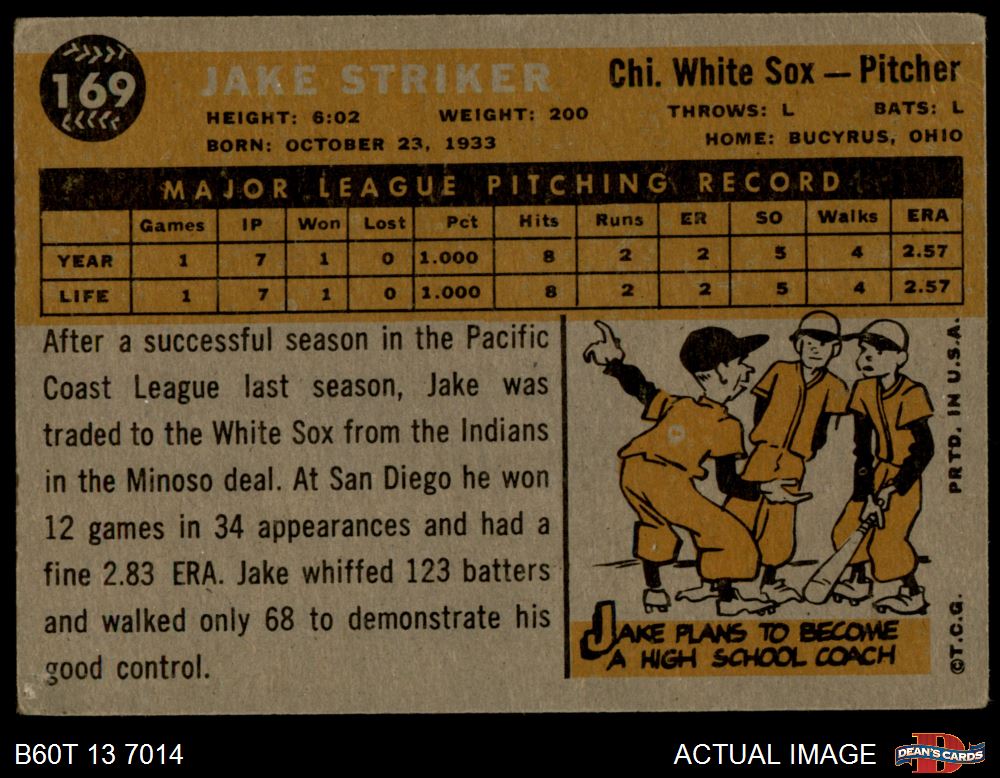 169
JAKE STRIKER
Chi. White Sox — Pitcher
HEIGHT: 6:02 WEIGHT: 200 THROWS: L BATS: L
BORN: OCTOBER 23, 1933 HOME: BUCYRUS, OHIO
MAJOR LEAGUE PITCHING RECORD
Games IP Won Lost Pct Hits Runs ER SO Walks ERA
YEAR 1 7 1 0 1.000 8 2 2 5 4 2.57
LIFE 1 7 1 0 1.000 8 2 2 5 4 2.57
After a successful season in the Pacific
Coast League last season, Jake was
traded to the White Sox from the Indians
in the Minoso deal. At San Diego he won
12 games in 34 appearances and had a
fine 2.83 ERA. Jake whiffed 123 batters
and walked only 68 to demonstrate his
good control.
JAKE PLANS TO BECOME
A HIGH SCHOOL COACH
©T.C.G. PRTD. IN U.S.A.
B60T 13 7014
ACTUAL IMAGE
DEAN'S CARDS